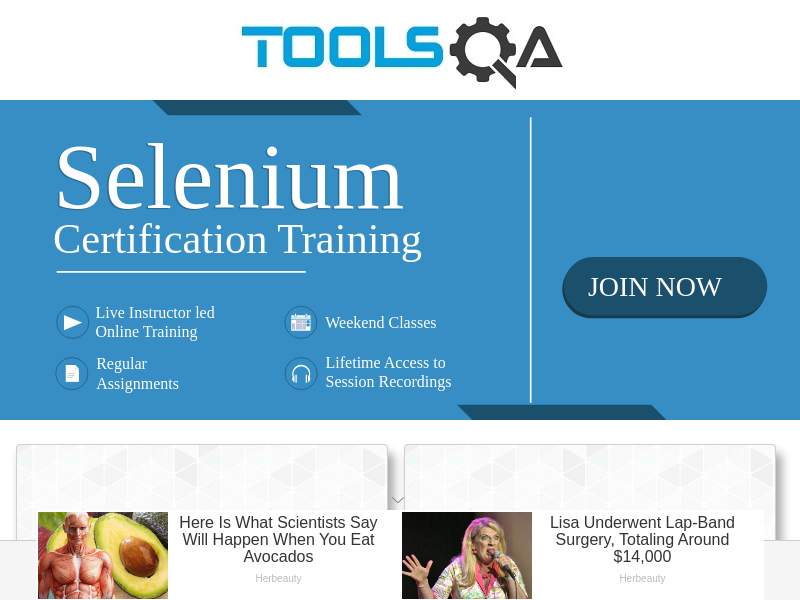 TOOLSQA
Selenium
Certification Training
JOIN NOW
Live Instructor led
Online Training
Weekend Classes
Regular
Assignments
Lifetime Access to
Session Recordings
Here Is What Scientists Say
Will Happen When You Eat
Avocados
Herbeauty
Lisa Underwent Lap-Band
Surgery, Totaling Around
$14,000
Herbeauty